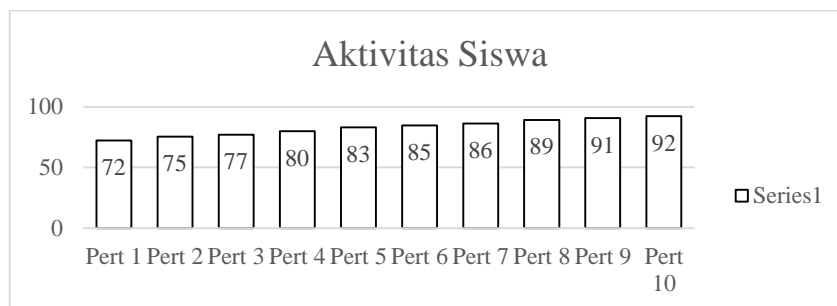 Aktivitas Siswa
100
50
0
72 75 77 80 83 85 86 89 91 92
Pert 1 Pert 2 Pert 3 Pert 4 Pert 5 Pert 6 Pert 7 Pert 8 Pert 9 Pert
10
Series1